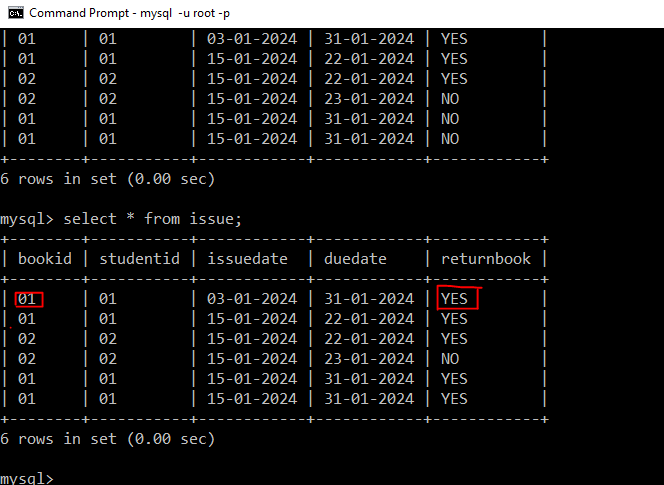 Command Prompt - mysql -u root -p
| 01 | 01 | 03-01-2024 | 31-01-2024 | YES |
| 01 | 01 | 15-01-2024 | 22-01-2024 | YES |
| 02 | 02 | 15-01-2024 | 22-01-2024 | YES |
| 02 | 02 | 15-01-2024 | 23-01-2024 | NO |
| 01 | 01 | 15-01-2024 | 31-01-2024 | NO |
| 01 | 01 | 15-01-2024 | 31-01-2024 | NO |
+--------+-----------+------------+------------+------------+
6 rows in set (0.00 sec)
mysql> select * from issue;
+--------+-----------+------------+------------+------------+
| bookid | studentid | issuedate | duedate | returnbook |
+--------+-----------+------------+------------+------------+
| 01 | 01 | 03-01-2024 | 31-01-2024 | YES |
| 01 | 01 | 15-01-2024 | 22-01-2024 | YES |
| 02 | 02 | 15-01-2024 | 22-01-2024 | YES |
| 02 | 02 | 15-01-2024 | 23-01-2024 | NO |
| 01 | 01 | 15-01-2024 | 31-01-2024 | YES |
| 01 | 01 | 15-01-2024 | 31-01-2024 | YES |
+--------+-----------+------------+------------+------------+
6 rows in set (0.00 sec)
mysql>